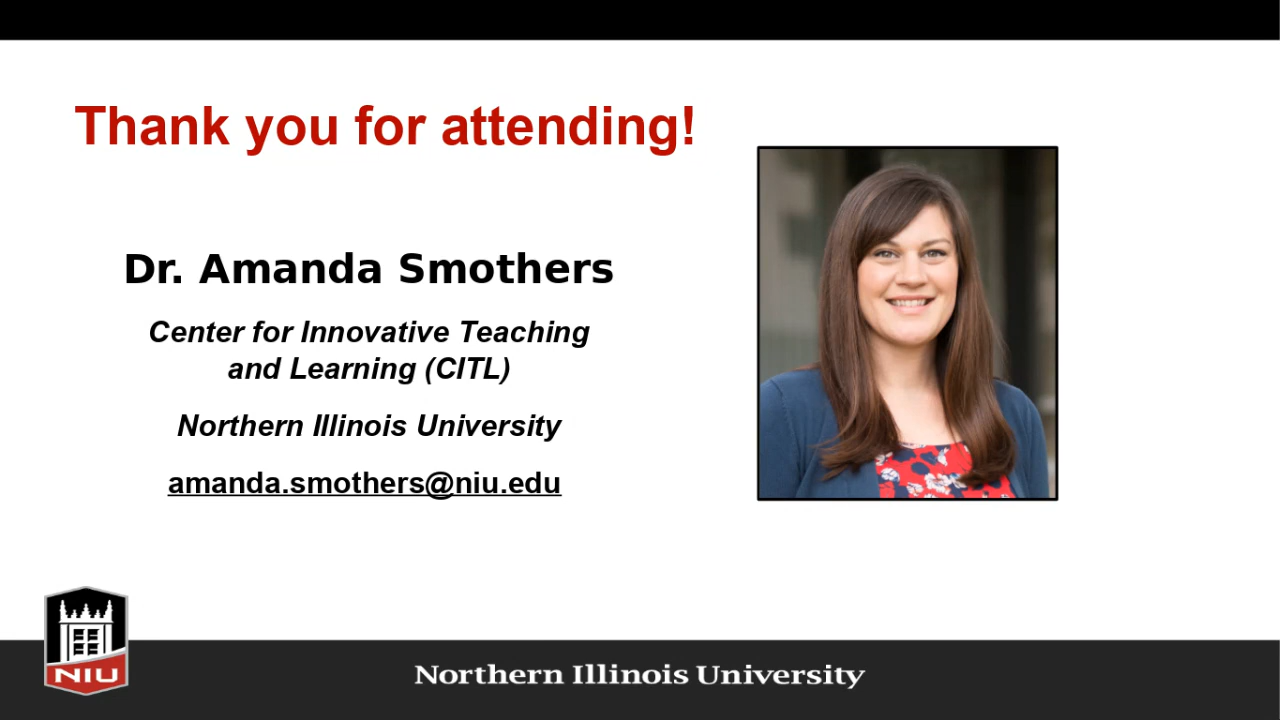 Thank you for attending!
Dr. Amanda Smothers
Center for Innovative Teaching
and Learning (CITL)
Northern Illinois University
amanda.smothers@niu.edu
NIU
Northern Illinois University